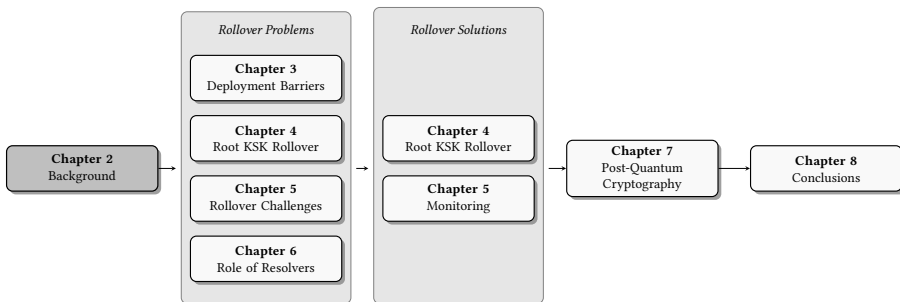 Rollover Problems
Chapter 3
Deployment Barriers
Chapter 4
Root KSK Rollover
Chapter 5
Rollover Challenges
Chapter 6
Role of Resolvers
Rollover Solutions
Chapter 4
Root KSK Rollover
Chapter 5
Monitoring
Chapter 2
Background
Chapter 7
Post-Quantum
Cryptography
Chapter 8
Conclusions